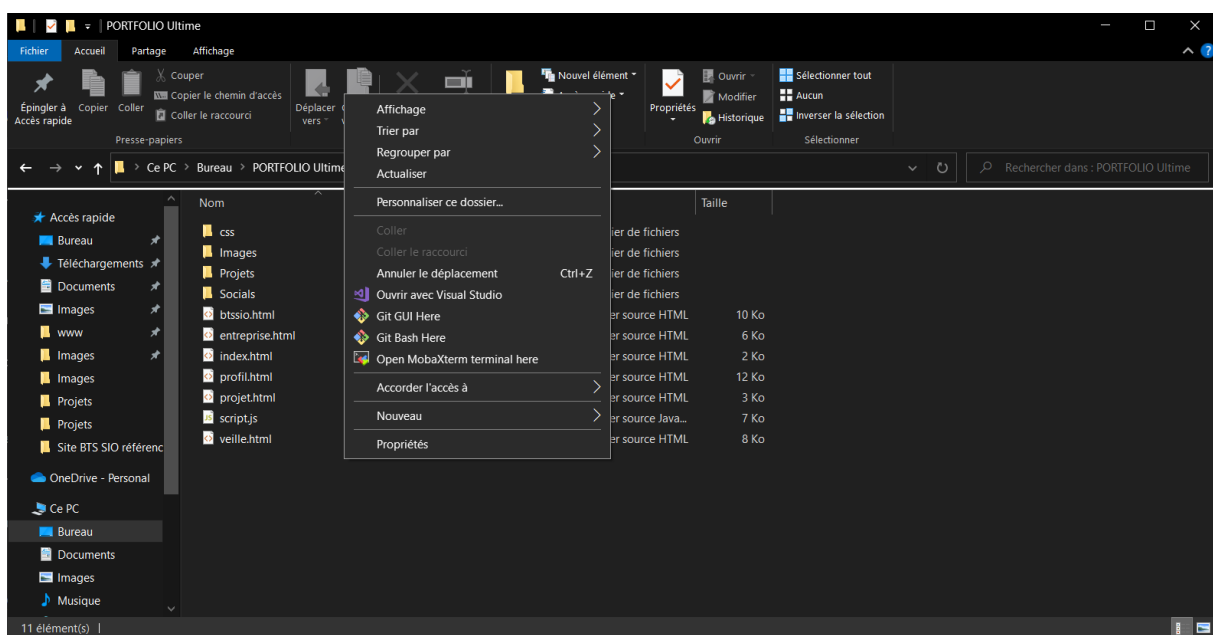 PORTFOLIO Ultime
Fichier Accueil Partage Affichage
Épingler à Accès rapide
Copier
Coller
Couper
Copier le chemin d'accès
Coller le raccourci
Presse-papiers
Déplacer vers
Nouvel élément
Propriétés
Ouvrir
Modifier
Historique
Ouvrir
Sélectionner tout
Aucun
Inverser la sélection
Sélectionner
Ce PC > Bureau > PORTFOLIO Ultime
Rechercher dans : PORTFOLIO Ultime
Accès rapide
Bureau
Téléchargements
Documents
Images
www
Images
Images
Projets
Projets
Site BTS SIO référenc
OneDrive - Personal
Ce PC
Bureau
Documents
Images
Musique
Nom Taille
css ier de fichiers
Images ier de fichiers
Projets ier de fichiers
Socials ier de fichiers
btssio.html er source HTML 10 Ko
entreprise.html er source HTML 6 Ko
index.html er source HTML 2 Ko
profil.html er source HTML 12 Ko
projet.html er source HTML 3 Ko
script.js er source Java... 7 Ko
veille.html er source HTML 8 Ko
Affichage
Trier par
Regrouper par
Actualiser
Personnaliser ce dossier...
Coller
Coller le raccourci
Annuler le déplacement Ctrl+Z
Ouvrir avec Visual Studio
Git GUI Here
Git Bash Here
Open MobaXterm terminal here
Accorder l'accès à
Nouveau
Propriétés
11 élément(s)